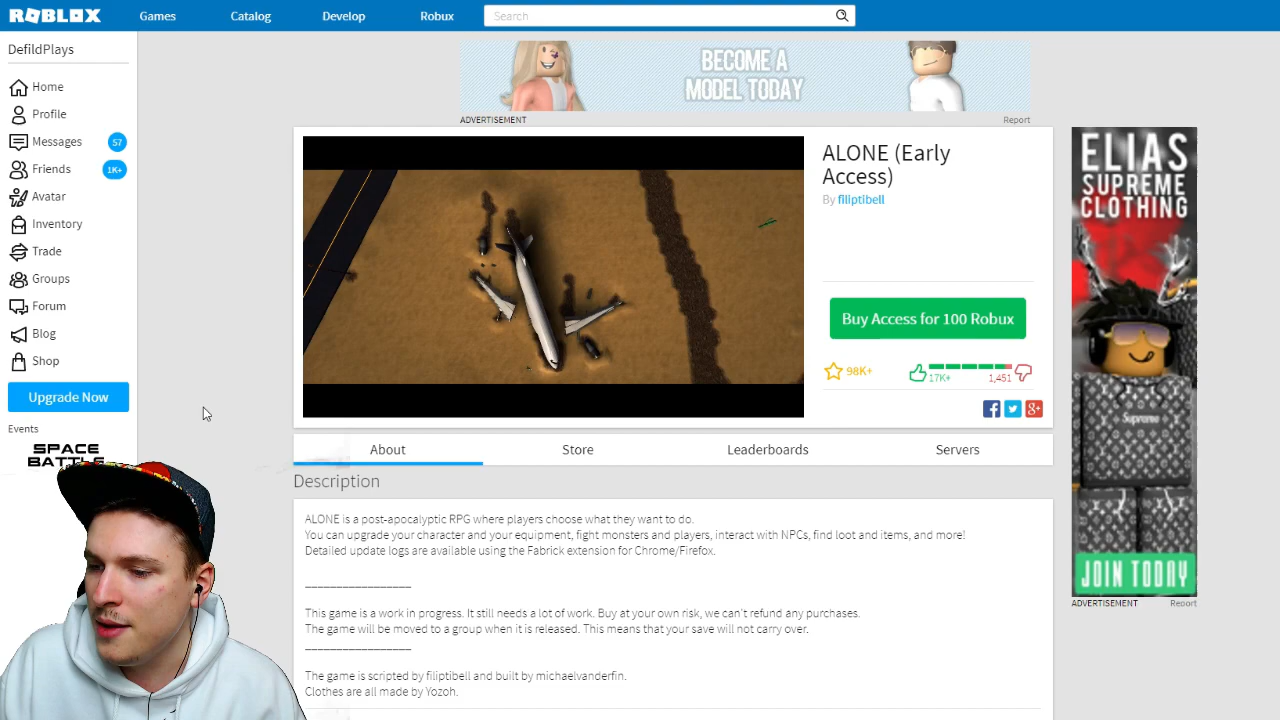 ROBLOX Games Catalog Develop Robux Search
DefildPlays
Home
Profile
Messages 57
Friends 1K+
Avatar
Inventory
Trade
Groups
Forum
Blog
Shop
Upgrade Now
Events
SPACE
BATTLE
BECOME A
MODEL TODAY
ADVERTISEMENT Report
ALONE (Early
Access)
By filiptibell
Buy Access for 100 Robux
98K+ 17K+ 1,451
About Store Leaderboards Servers
Description
ALONE is a post-apocalyptic RPG where players choose what they want to do.
You can upgrade your character and your equipment, fight monsters and players, interact with NPCs, find loot and items, and more!
Detailed update logs are available using the Fabrick extension for Chrome/Firefox.
_________________
This game is a work in progress. It still needs a lot of work. Buy at your own risk, we can't refund any purchases.
The game will be moved to a group when it is released. This means that your save will not carry over.
_________________
The game is scripted by filiptibell and built by michaelvanderfin.
Clothes are all made by Yozoh.
ELIAS
SUPREME
CLOTHING
Supreme
JOIN TODAY
ADVERTISEMENT Report